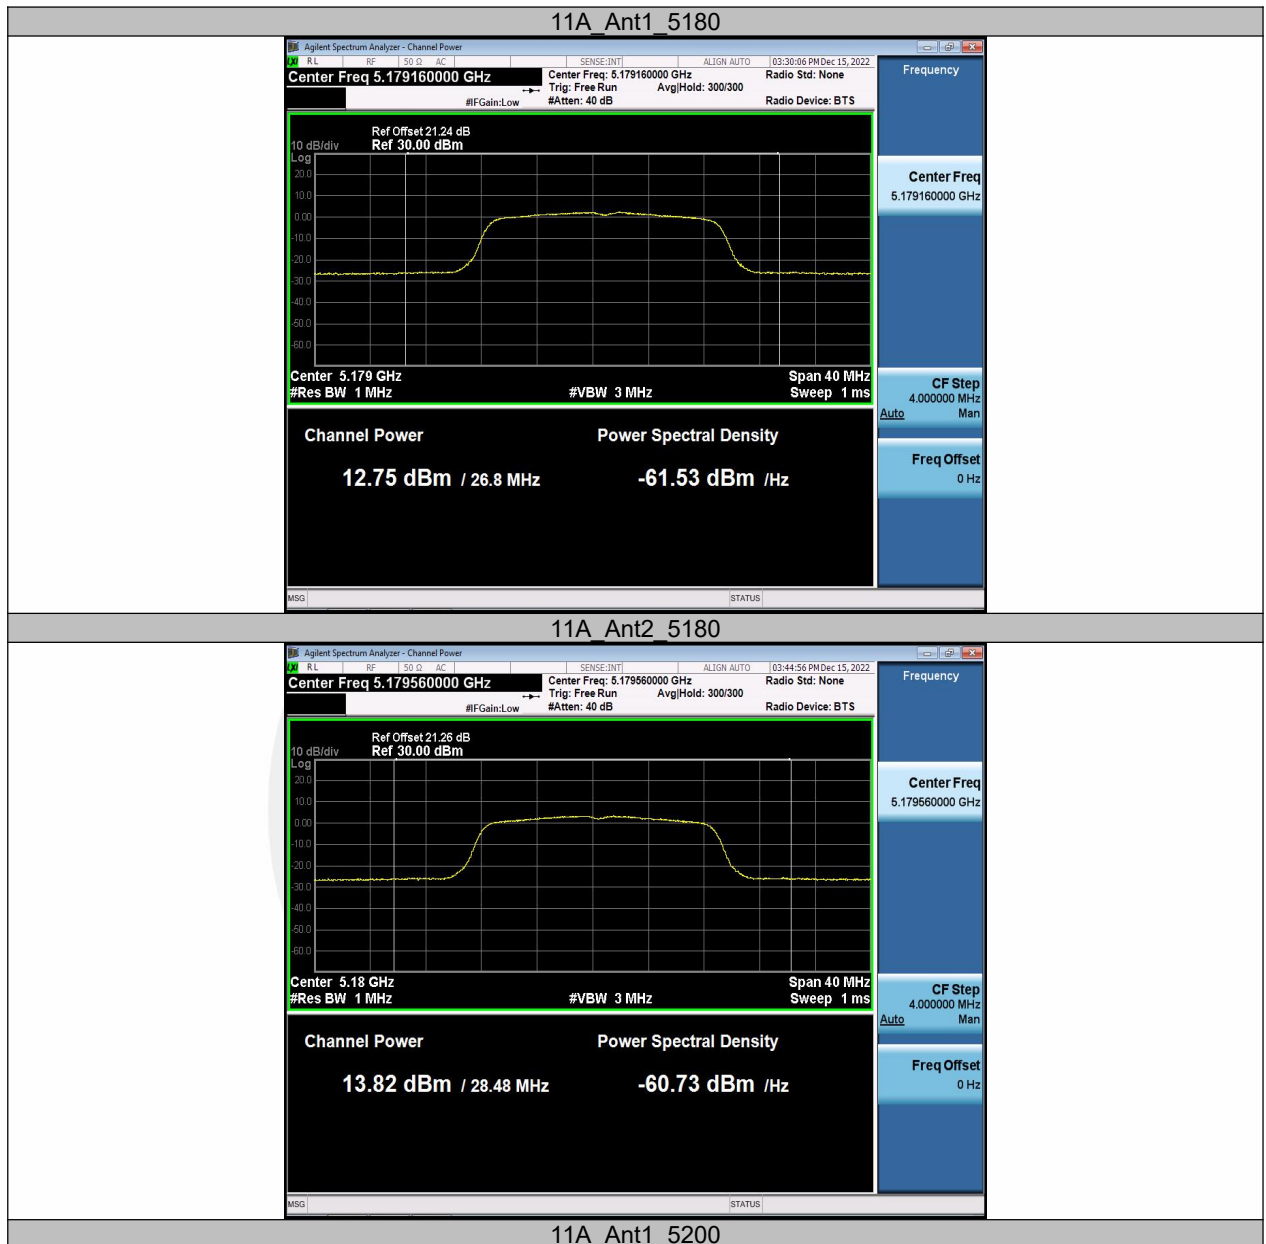 11A_Ant1_5180
Agilent Spectrum Analyzer - Channel Power
LXI RL RF 50 Ω AC SENSE:INT ALIGN AUTO 03:30:06 PM Dec 15, 2022
Center Freq 5.179160000 GHz Center Freq: 5.179160000 GHz Radio Std: None Frequency
Trig: Free Run Avg|Hold: 300/300
#IFGain:Low #Atten: 40 dB Radio Device: BTS
Ref Offset 21.24 dB
10 dB/div Ref 30.00 dBm
Log
20.0
10.0
0.00
-10.0
-20.0
-30.0
-40.0
-50.0
-60.0
Center Freq
5.179160000 GHz
Center 5.179 GHz Span 40 MHz
#Res BW 1 MHz #VBW 3 MHz Sweep 1 ms
CF Step
4.000000 MHz
Auto Man
Channel Power Power Spectral Density
12.75 dBm / 26.8 MHz -61.53 dBm /Hz
Freq Offset
0 Hz
MSG STATUS
11A_Ant2_5180
Agilent Spectrum Analyzer - Channel Power
LXI RL RF 50 Ω AC SENSE:INT ALIGN AUTO 03:44:56 PM Dec 15, 2022
Center Freq 5.179560000 GHz Center Freq: 5.179560000 GHz Radio Std: None Frequency
Trig: Free Run Avg|Hold: 300/300
#IFGain:Low #Atten: 40 dB Radio Device: BTS
Ref Offset 21.26 dB
10 dB/div Ref 30.00 dBm
Log
20.0
10.0
0.00
-10.0
-20.0
-30.0
-40.0
-50.0
-60.0
Center Freq
5.179560000 GHz
Center 5.18 GHz Span 40 MHz
#Res BW 1 MHz #VBW 3 MHz Sweep 1 ms
CF Step
4.000000 MHz
Auto Man
Channel Power Power Spectral Density
13.82 dBm / 28.48 MHz -60.73 dBm /Hz
Freq Offset
0 Hz
MSG STATUS
11A_Ant1_5200